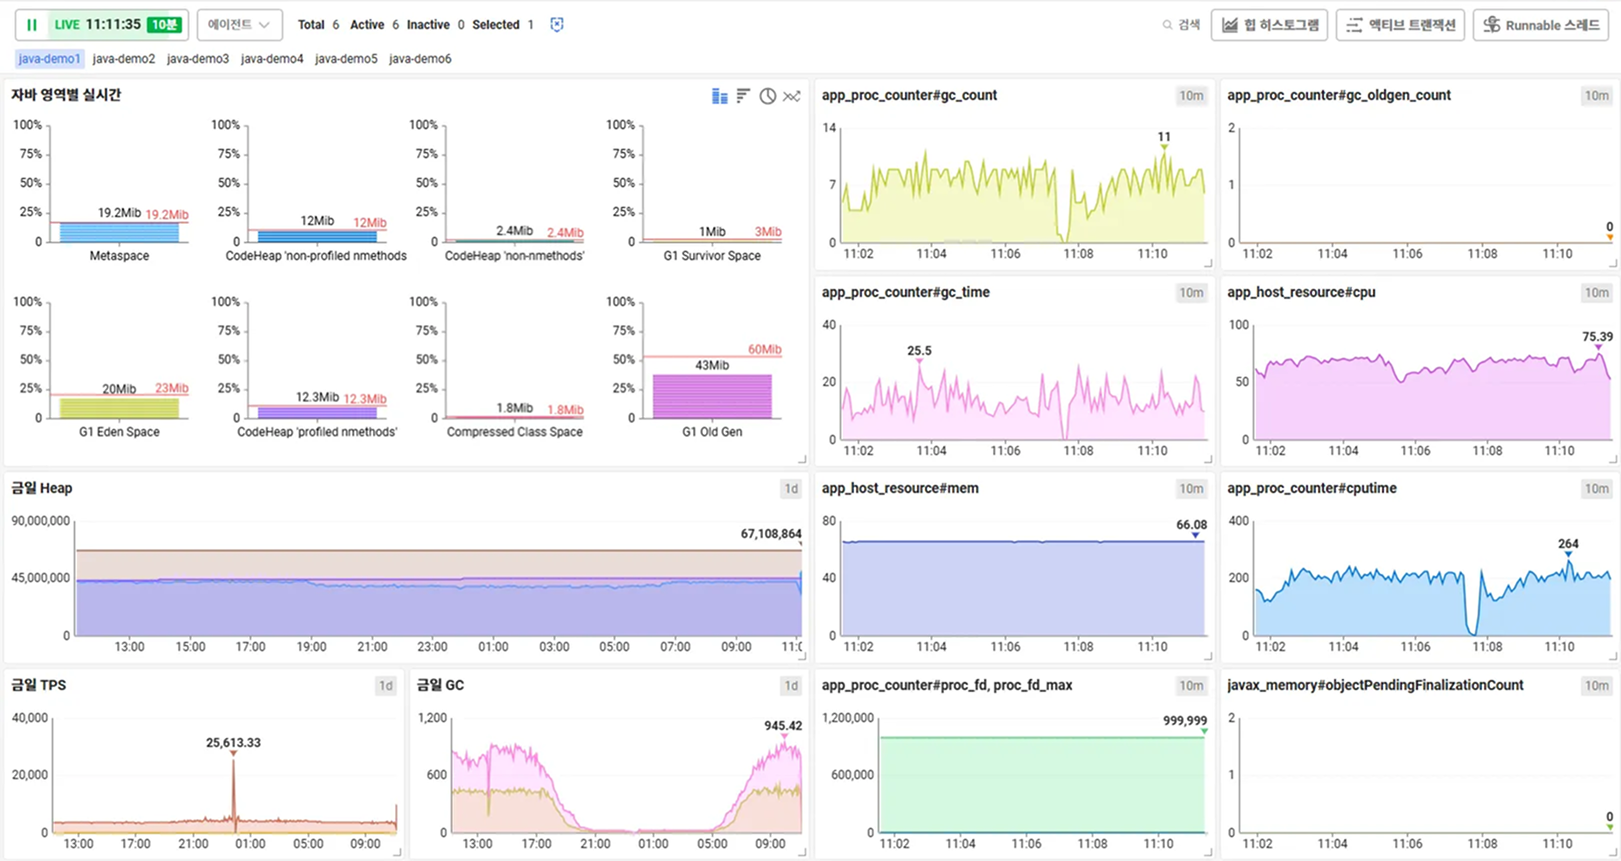 LIVE 11:11:35 10분 에이전트 Total 6 Active 6 Inactive 0 Selected 1 검색 힙 히스토그램 액티브 트랜잭션 Runnable 스레드
java-demo1 java-demo2 java-demo3 java-demo4 java-demo5 java-demo6
자바 영역별 실시간
100% 75% 50% 25% 0
19.2Mib 19.2Mib
Metaspace
100% 75% 50% 25% 0
12Mib 12Mib
CodeHeap 'non-profiled nmethods
100% 75% 50% 25% 0
2.4Mib 2.4Mib
CodeHeap 'non-nmethods'
100% 75% 50% 25% 0
1Mib 3Mib
G1 Survivor Space
100% 75% 50% 25% 0
20Mib 23Mib
G1 Eden Space
100% 75% 50% 25% 0
12.3Mib 12.3Mib
CodeHeap 'profiled nmethods'
100% 75% 50% 25% 0
1.8Mib 1.8Mib
Compressed Class Space
100% 75% 50% 25% 0
60Mib
43Mib
G1 Old Gen
app_proc_counter#gc_count 10m
14
7
0
11
11:02 11:04 11:06 11:08 11:10
app_proc_counter#gc_oldgen_count 10m
2
1
0
0
11:02 11:04 11:06 11:08 11:10
app_proc_counter#gc_time 10m
40
20
0
25.5
11:02 11:04 11:06 11:08 11:10
app_host_resource#cpu 10m
100
50
0
75.39
11:02 11:04 11:06 11:08 11:10
금일 Heap 1d
90,000,000
45,000,000
0
67,108,864
13:00 15:00 17:00 19:00 21:00 23:00 01:00 03:00 05:00 07:00 09:00 11:0
app_host_resource#mem 10m
80
40
0
66.08
11:02 11:04 11:06 11:08 11:10
app_proc_counter#cputime 10m
400
200
0
264
11:02 11:04 11:06 11:08 11:10
금일 TPS 1d
40,000
20,000
0
25,613.33
13:00 17:00 21:00 01:00 05:00 09:00
금일 GC 1d
1,200
600
0
945.42
13:00 17:00 21:00 01:00 05:00 09:00
app_proc_counter#proc_fd, proc_fd_max 10m
1,200,000
600,000
0
999,999
11:02 11:04 11:06 11:08 11:10
javax_memory#objectPendingFinalizationCount 10m
2
1
0
0
11:02 11:04 11:06 11:08 11:10